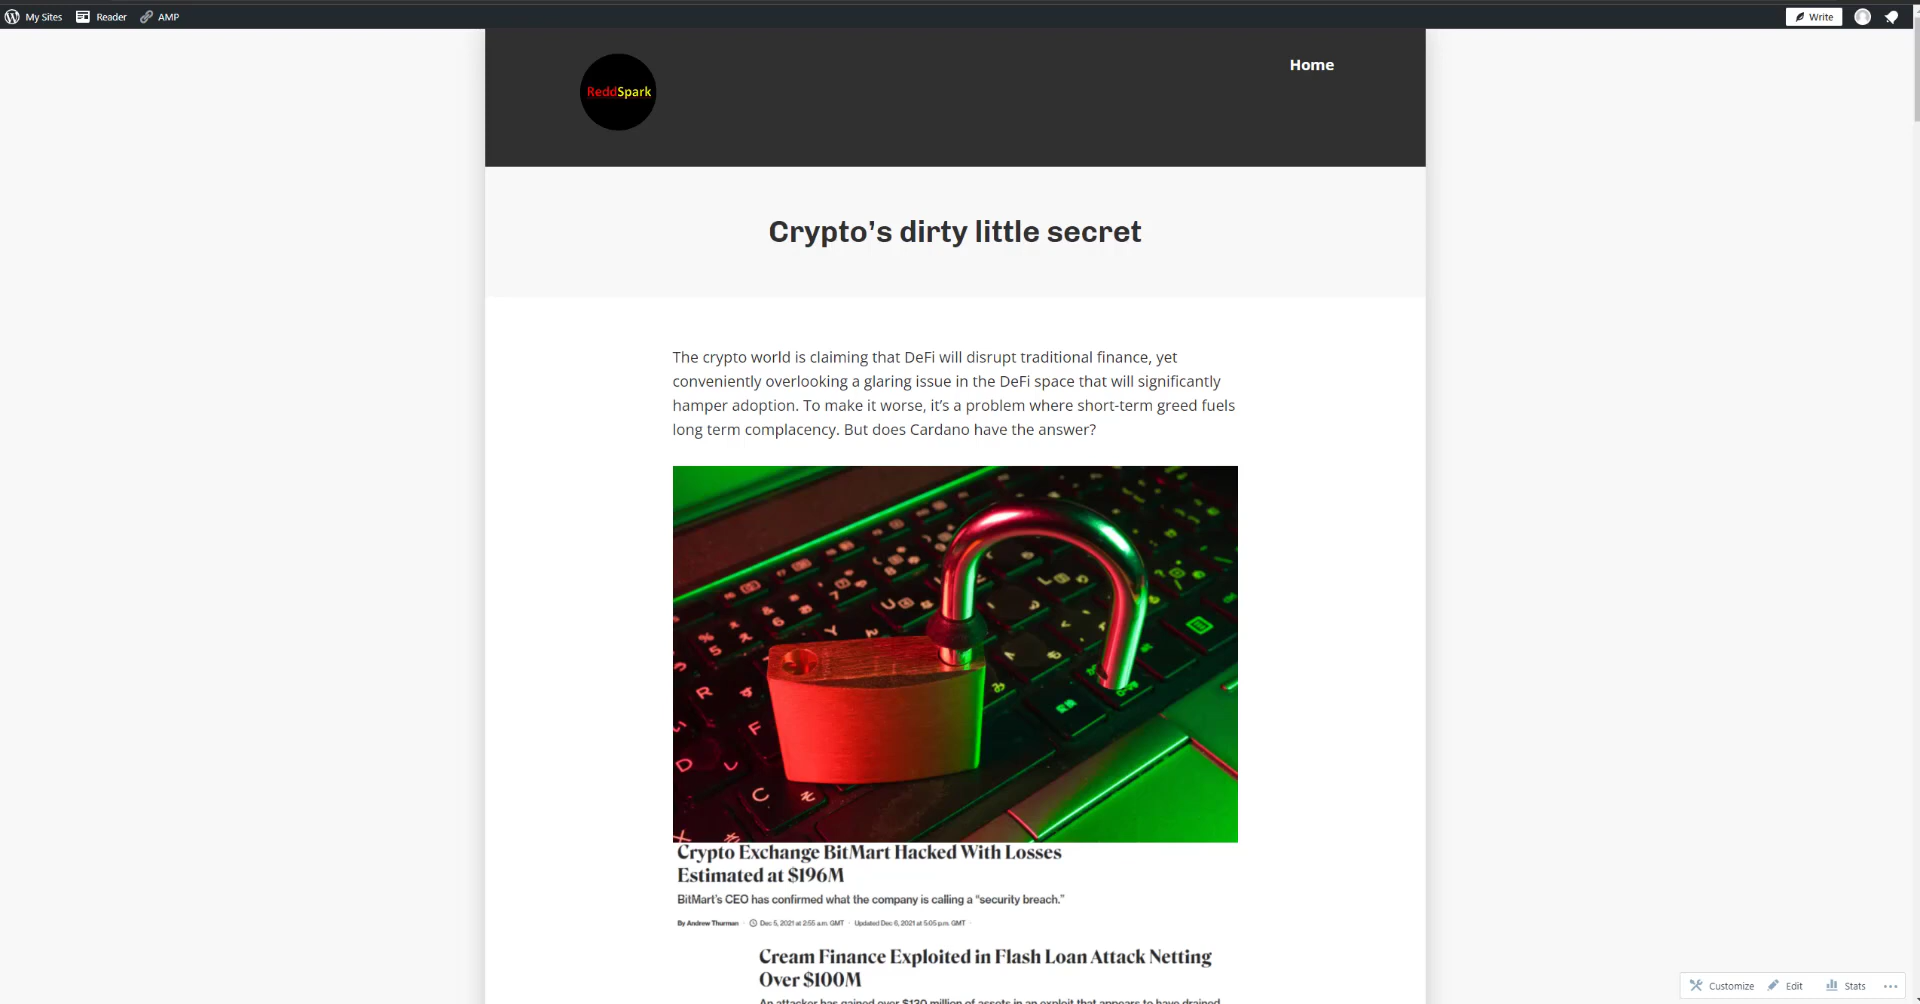 My Sites Reader AMP Write
Home
ReddSpark
Crypto’s dirty little secret
The crypto world is claiming that DeFi will disrupt traditional finance, yet
conveniently overlooking a glaring issue in the DeFi space that will significantly
hamper adoption. To make it worse, it’s a problem where short-term greed fuels
long term complacency. But does Cardano have the answer?
Crypto Exchange BitMart Hacked With Losses
Estimated at $196M
BitMart’s CEO has confirmed what the company is calling a “security breach.”
By Andrew Thurman · Dec 5, 2021 at 2:55 a.m. GMT · Updated Dec 6, 2021 at 5:05 p.m. GMT ·
Cream Finance Exploited in Flash Loan Attack Netting
Over $100M
An attacker has gained over $130 million of assets in an exploit that appears to have drained
Customize Edit Stats ...